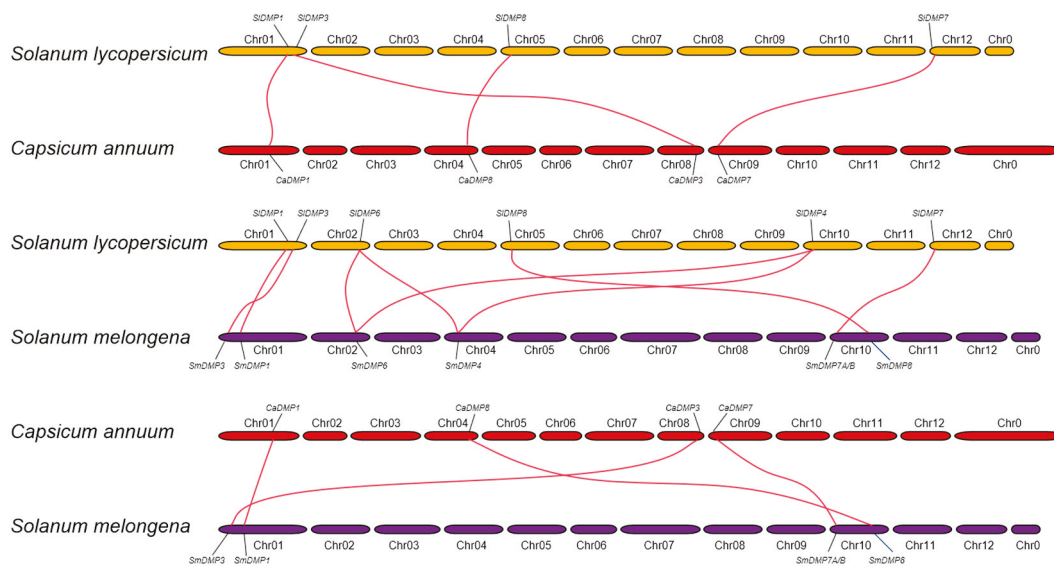 SlDMP1 SlDMP3 SlDMP8 SlDMP7
Solanum lycopersicum Chr01 Chr02 Chr03 Chr04 Chr05 Chr06 Chr07 Chr08 Chr09 Chr10 Chr11 Chr12 Chr0
Capsicum annuum
Chr01 Chr02 Chr03 Chr04 Chr05 Chr06 Chr07 Chr08 Chr09 Chr10 Chr11 Chr12 Chr0
CaDMP1 CaDMP8 CaDMP3 CaDMP7
SlDMP1 SlDMP3 SlDMP6 SlDMP8 SlDMP4 SlDMP7
Solanum lycopersicum Chr01 Chr02 Chr03 Chr04 Chr05 Chr06 Chr07 Chr08 Chr09 Chr10 Chr11 Chr12 Chr0
Solanum melongena
Chr01 Chr02 Chr03 Chr04 Chr05 Chr06 Chr07 Chr08 Chr09 Chr10 Chr11 Chr12 Chr0
SmDMP3 SmDMP1 SmDMP6 SmDMP4 SmDMP7A/B SmDMP8
CaDMP1 CaDMP8 CaDMP3 CaDMP7
Capsicum annuum Chr01 Chr02 Chr03 Chr04 Chr05 Chr06 Chr07 Chr08 Chr09 Chr10 Chr11 Chr12 Chr0
Solanum melongena
Chr01 Chr02 Chr03 Chr04 Chr05 Chr06 Chr07 Chr08 Chr09 Chr10 Chr11 Chr12 Chr0
SmDMP3 SmDMP1 SmDMP7A/B SmDMP8